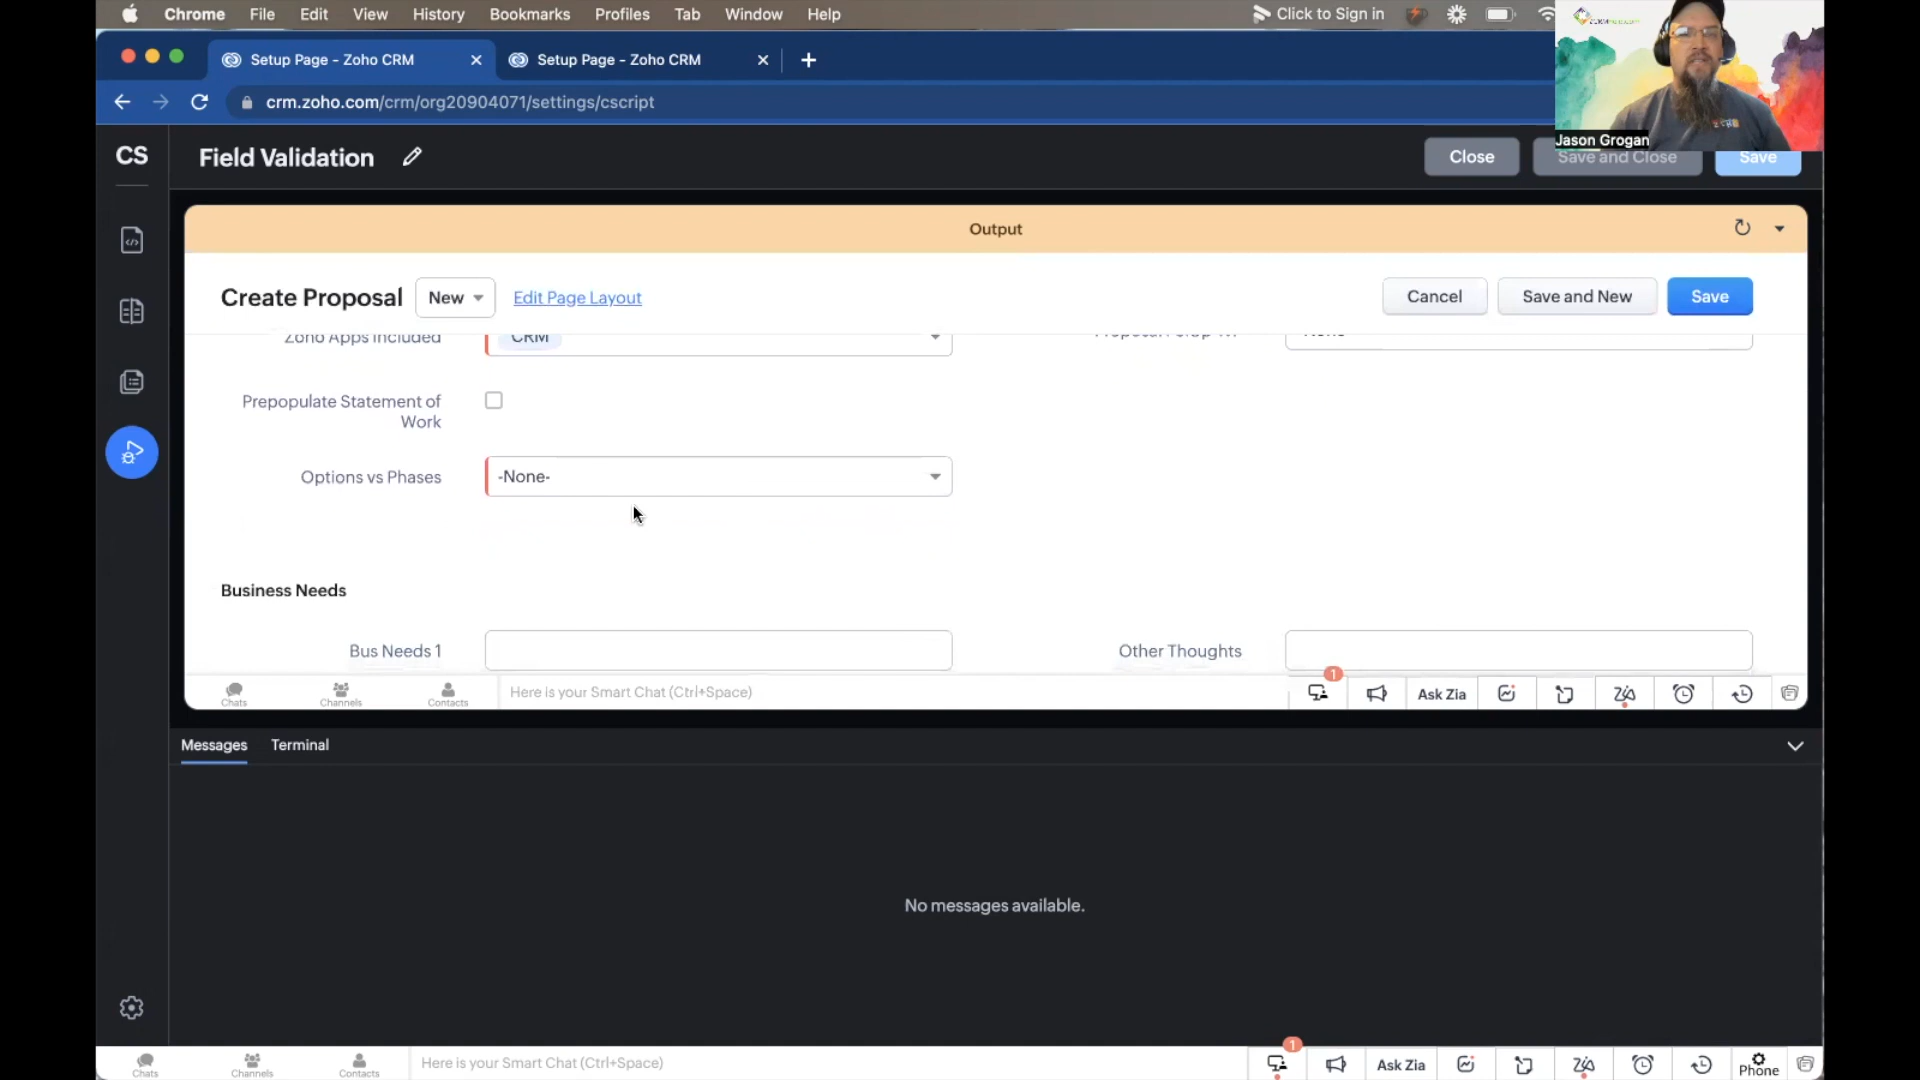 Chrome File Edit View History Bookmarks Profiles Tab Window Help Click to Sign in
Setup Page - Zoho CRM Setup Page - Zoho CRM
crm.zoho.com/crm/org20904071/settings/cscript
Jason Grogan
CS Field Validation Close Save and Close Save
Output
Create Proposal New Edit Page Layout Cancel Save and New Save
Zoho Apps Included CRM
Prepopulate Statement of
Work
Options vs Phases -None-
Business Needs
Bus Needs 1 Other Thoughts
Chats Channels Contacts Here is your Smart Chat (Ctrl+Space) 1 Ask Zia
Messages Terminal
No messages available.
Chats Channels Contacts Here is your Smart Chat (Ctrl+Space) 1 Ask Zia Phone